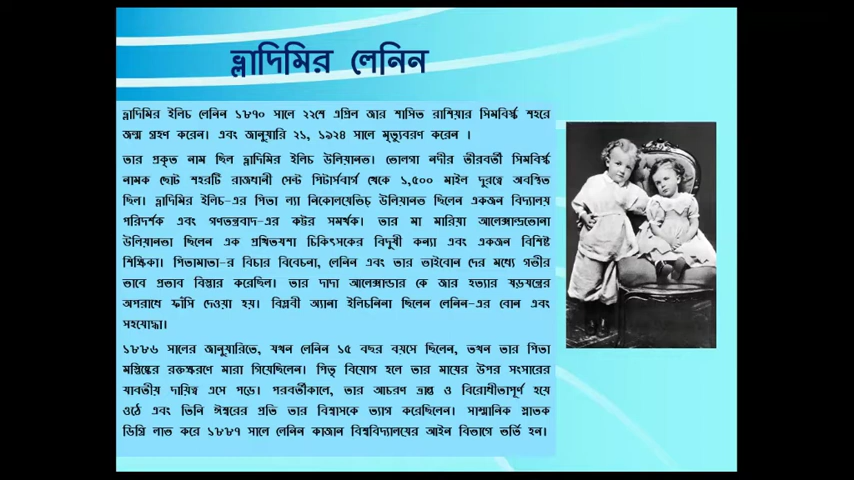 ভ্লাদিমির লেনিন
ভ্লাদিমির ইলিচ লেনিন ১৮৭০ সালে ২২শে এপ্রিল জার শাসিত রাশিয়ার সিমবির্স্ক শহরে
জন্ম গ্রহণ করেন। এবং জানুয়ারি ২১, ১৯২৪ সালে মৃত্যুবরণ করেন ।
তার প্রকৃত নাম ছিল ভ্লাদিমির ইলিচ উলিয়ানভ। ভোলগা নদীর তীরবর্তী সিমবির্স্ক
নামক ছোট শহরটি রাজধানী সেন্ট পিটার্সবার্গ থেকে ১,৫০০ মাইল দূরত্বে অবস্থিত
ছিল। ভ্লাদিমির ইলিচ-এর পিতা ল্যা নিকোলয়েভিচ্ উলিয়ানভ ছিলেন একজন বিদ্যালয়
পরিদর্শক এবং গণতন্ত্রবাদ-এর কট্টর সমর্থক। তার মা মারিয়া আলেক্সান্দ্রভোনা
উলিয়ানভা ছিলেন এক প্রথিতযশা চিকিৎসকের বিদুষী কন্যা এবং একজন বিশিষ্ট
শিক্ষিকা। পিতামাতা-র বিচার বিবেচনা, লেনিন এবং তার ভাইবোন দের মধ্যে গভীর
ভাবে প্রভাব বিস্তার করেছিল। তার দাদা আলেক্সান্ডার কে জার হত্যার ষড়যন্ত্রের
অপরাধে ফাঁসি দেওয়া হয়। বিপ্লবী অ্যানা ইলিচনিনা ছিলেন লেনিন-এর বোন এবং
সহযোদ্ধা।
১৮৮৬ সালের জানুয়ারিতে, যখন লেনিন ১৫ বছর বয়সে ছিলেন, তখন তার পিতা
মস্তিষ্কের রক্তক্ষরণে মারা গিয়েছিলেন। পিতৃ বিয়োগ হলে তার মায়ের উপর সংসারের
যাবতীয় দায়িত্ব এসে পড়ে। পরবর্তীকালে, তার আচরণ ভ্রান্ত ও বিরোধীতাপূর্ণ হয়ে
ওঠে এবং তিনি ঈশ্বরের প্রতি তার বিশ্বাসকে ত্যাগ করেছিলেন। সাম্মানিক স্নাতক
ডিগ্রি লাভ করে ১৮৮৭ সালে লেনিন কাজান বিশ্ববিদ্যালয়ের আইন বিভাগে ভর্তি হন।